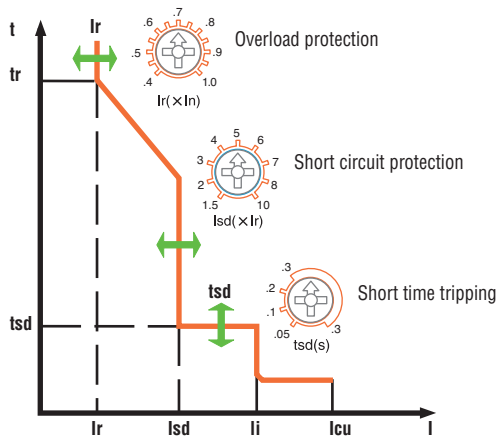 t
Ir
tr
.4
.5
.6
.7
.8
.9
1.0
Ir(×In)
Overload protection
1.5
2
3
4
5
6
7
8
10
Isd(×Ir)
Short circuit protection
tsd
.05
.1
.2
.3
.3
tsd(s)
Short time tripping
tsd
Ir
Isd
Ii
Icu
I